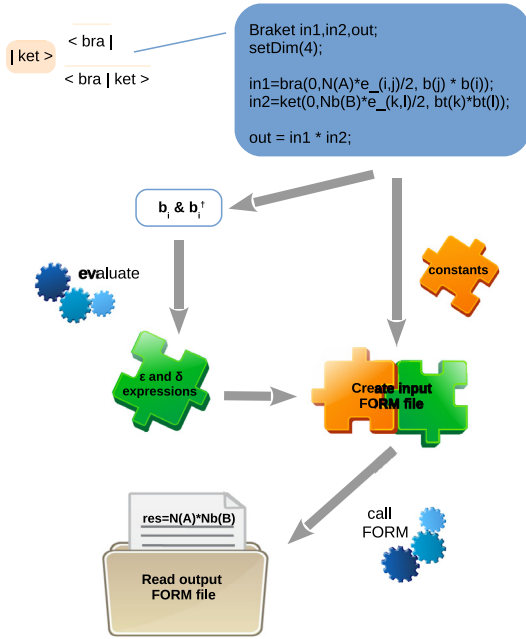 < bra |
| ket >
< bra | ket >
Braket in1,in2,out;
setDim(4);
in1=bra(0,N(A)*e_(i,j)/2, b(j) * b(i));
in2=ket(0,Nb(B)*e_(k,l)/2, bt(k)*bt(l));
out = in1 * in2;
b_i & b_i^†
evaluate
constants
ε and δ
expressions
Create input
FORM file
res=N(A)*Nb(B)
call
FORM
Read output
FORM file